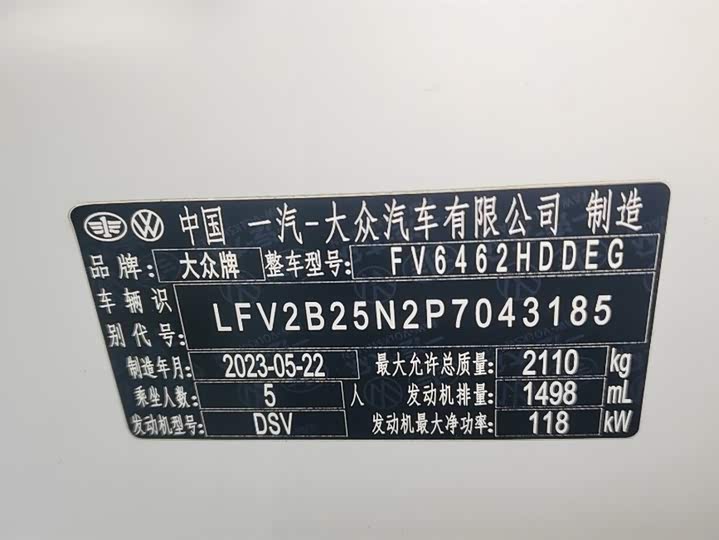 中国 一汽-大众汽车有限公司 制造
品牌: 大众牌 整车型号: FV6462HDDEG
车辆识别代号: LFV2B25N2P7043185
制造年月: 2023-05-22 最大允许总质量: 2110 kg
乘坐人数: 5 人 发动机排量: 1498 mL
发动机型号: DSV 发动机最大净功率: 118 kW